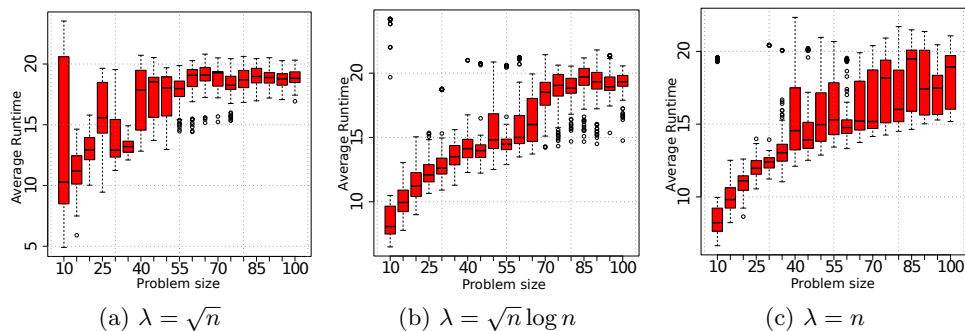 Average Runtime
20
15
10
5
10 25 40 55 70 85 100
Problem size
(a) λ = √n
Average Runtime
20
15
10
10 25 40 55 70 85 100
Problem size
(b) λ = √n log n
Average Runtime
20
15
10
10 25 40 55 70 85 100
Problem size
(c) λ = n